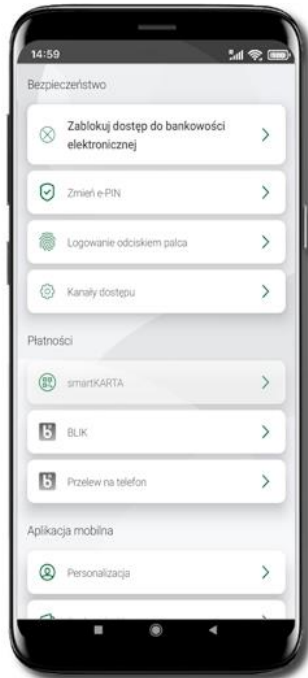 14:59
Bezpieczeństwo
Zablokuj dostęp do bankowości
elektronicznej
Zmień e-PIN
Logowanie odciskiem palca
Kanały dostępu
Płatności
smartKARTA
BLIK
Przelew na telefon
Aplikacja mobilna
Personalizacja